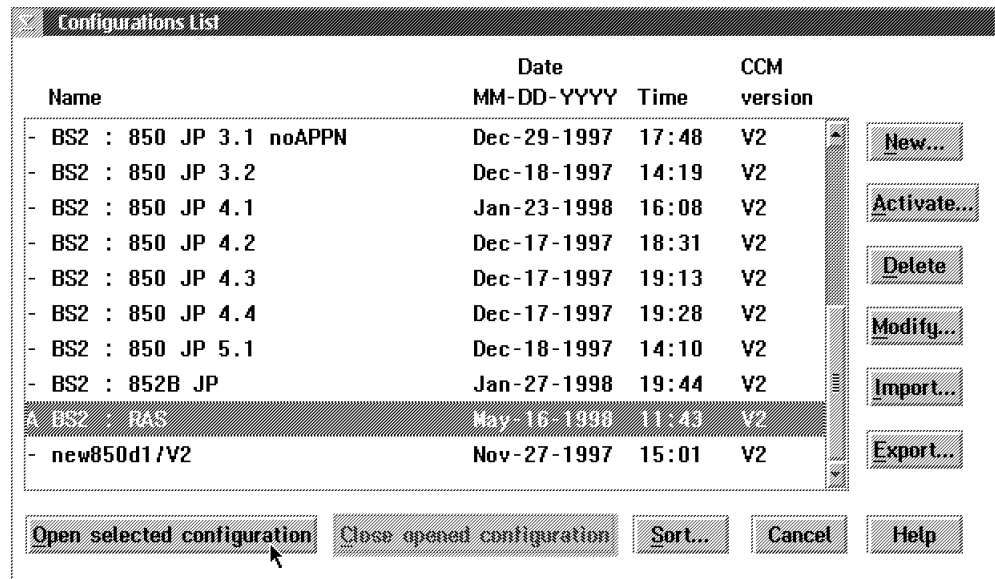 Configurations List
Date CCM
Name MM-DD-YYYY Time version
- BS2 : 850 JP 3.1 noAPPN Dec-29-1997 17:48 V2
- BS2 : 850 JP 3.2 Dec-18-1997 14:19 V2
- BS2 : 850 JP 4.1 Jan-23-1998 16:08 V2
- BS2 : 850 JP 4.2 Dec-17-1997 18:31 V2
- BS2 : 850 JP 4.3 Dec-17-1997 19:13 V2
- BS2 : 850 JP 4.4 Dec-17-1997 19:28 V2
- BS2 : 850 JP 5.1 Dec-18-1997 14:10 V2
- BS2 : 852B JP Jan-27-1998 19:44 V2
A BS2 : RAS May-16-1998 11:43 V2
- new850d1/V2 Nov-27-1997 15:01 V2
New...
Activate...
Delete
Modify...
Import...
Export...
Open selected configuration Close opened configuration Sort... Cancel Help